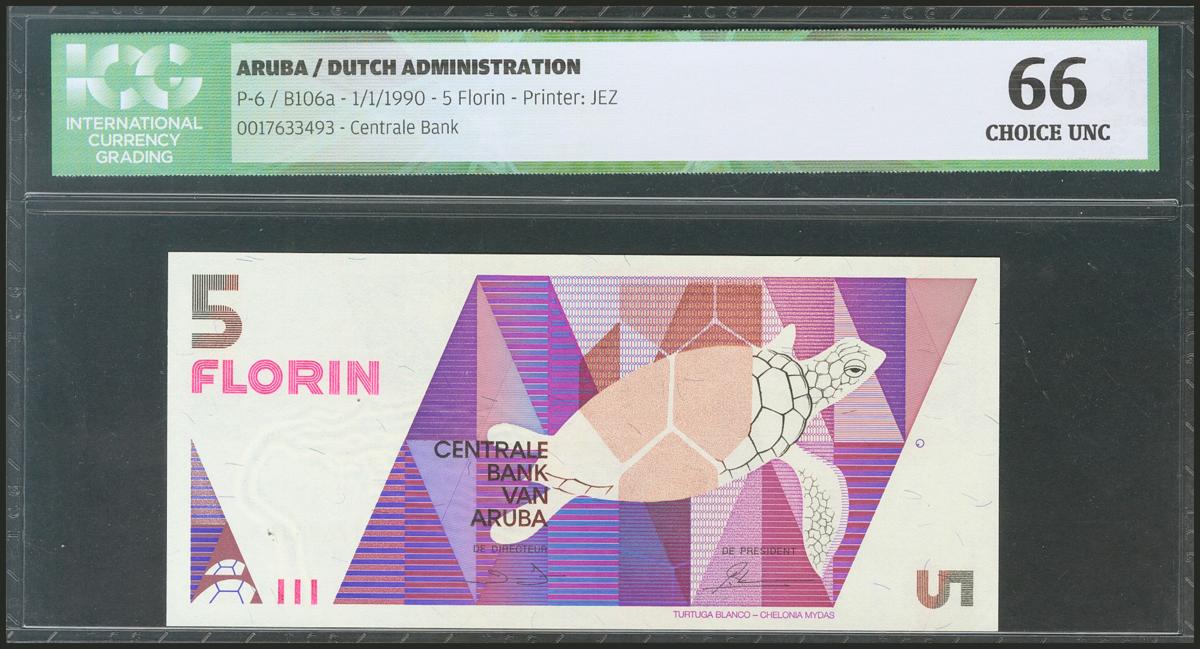 ICG
INTERNATIONAL
CURRENCY
GRADING
ARUBA / DUTCH ADMINISTRATION
P-6 / B106a - 1/1/1990 - 5 Florin - Printer: JEZ
0017633493 - Centrale Bank
66
CHOICE UNC
5
FLORIN
CENTRALE
BANK
VAN
ARUBA
DE DIRECTEUR
DE PRESIDENT
TURTUGA BLANCO – CHELONIA MYDAS
5